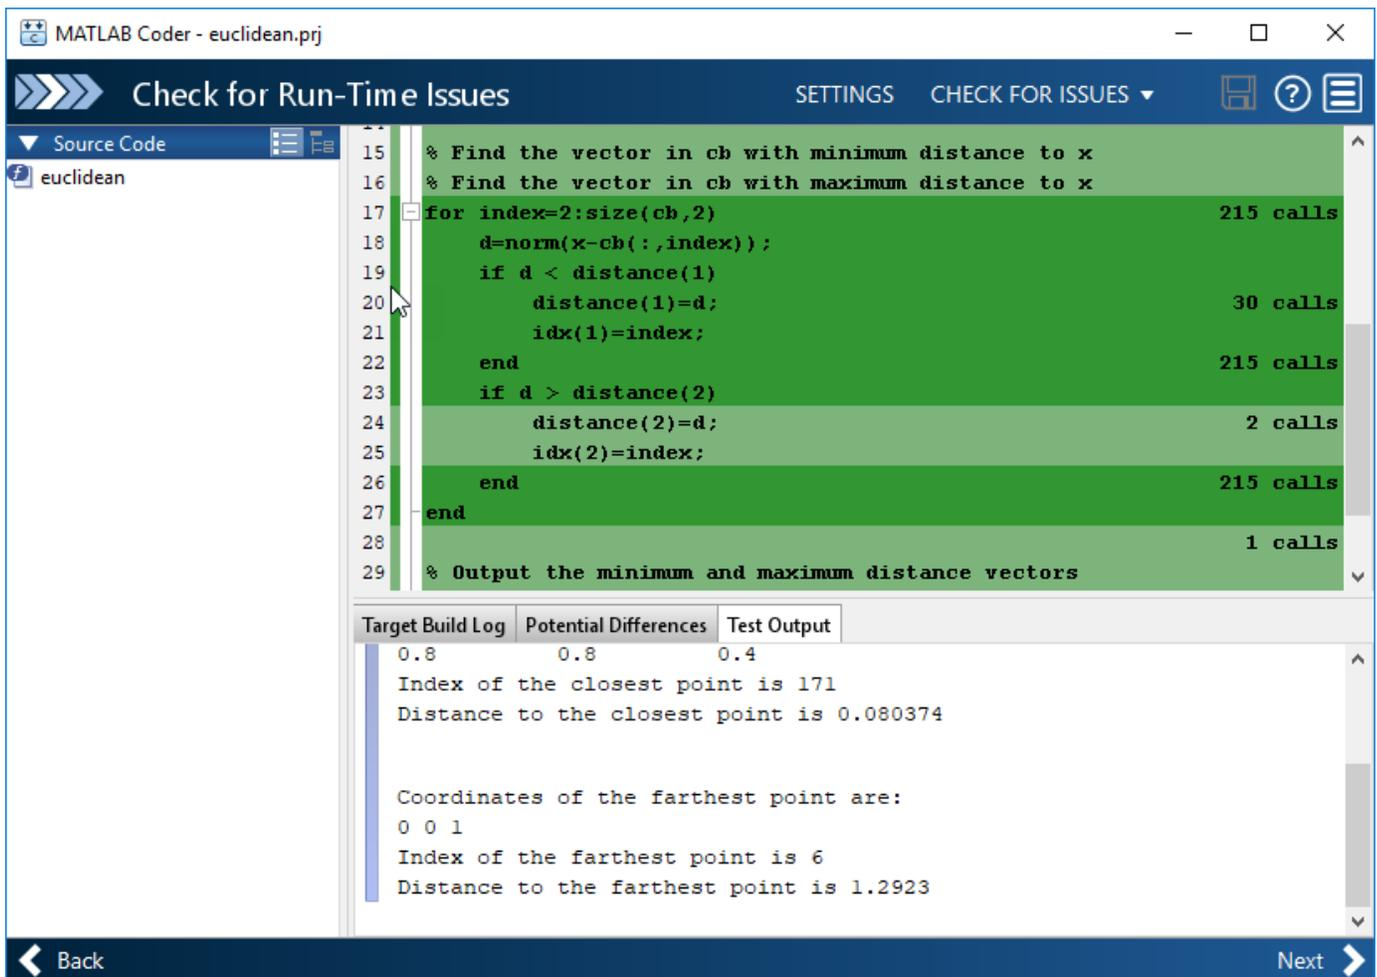 MATLAB Coder - euclidean.prj
Check for Run-Time Issues SETTINGS CHECK FOR ISSUES
Source Code
euclidean
14
15 % Find the vector in cb with minimum distance to x
16 % Find the vector in cb with maximum distance to x
17 for index=2:size(cb,2) 215 calls
18 d=norm(x-cb(:,index));
19 if d < distance(1)
20 distance(1)=d; 30 calls
21 idx(1)=index;
22 end 215 calls
23 if d > distance(2)
24 distance(2)=d; 2 calls
25 idx(2)=index;
26 end 215 calls
27 end
28 1 calls
29 % Output the minimum and maximum distance vectors
Target Build Log Potential Differences Test Output
0.8 0.8 0.4
Index of the closest point is 171
Distance to the closest point is 0.080374
Coordinates of the farthest point are:
0 0 1
Index of the farthest point is 6
Distance to the farthest point is 1.2923
Back Next